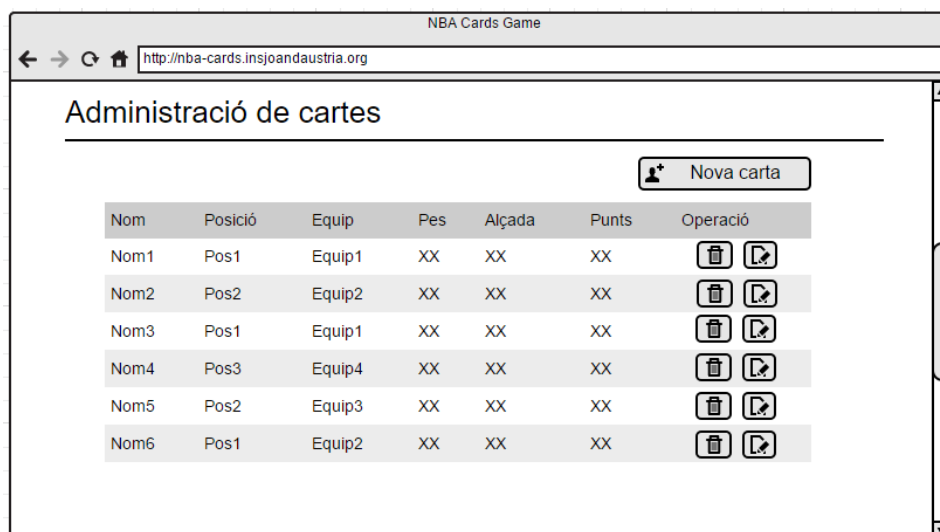 NBA Cards Game
http://nba-cards.insjoandaustria.org
Administració de cartes
Nova carta
Nom Posició Equip Pes Alçada Punts Operació
Nom1 Pos1 Equip1 XX XX XX
Nom2 Pos2 Equip2 XX XX XX
Nom3 Pos1 Equip1 XX XX XX
Nom4 Pos3 Equip4 XX XX XX
Nom5 Pos2 Equip3 XX XX XX
Nom6 Pos1 Equip2 XX XX XX